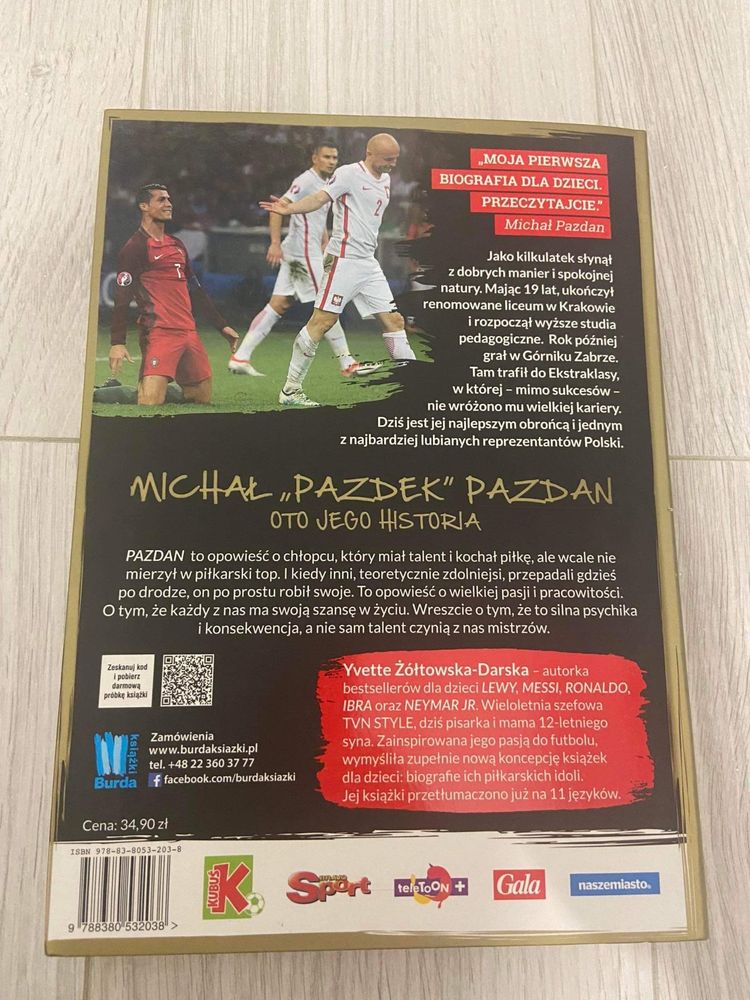 „MOJA PIERWSZA
BIOGRAFIA DLA DZIECI.
PRZECZYTAJCIE."
Michał Pazdan
Jako kilkulatek słynął
z dobrych manier i spokojnej
natury. Mając 19 lat, ukończył
renomowane liceum w Krakowie
i rozpoczął wyższe studia
pedagogiczne. Rok później
grał w Górniku Zabrze.
Tam trafił do Ekstraklasy,
w której – mimo sukcesów –
nie wróżono mu wielkiej kariery.
Dziś jest jej najlepszym obrońcą i jednym
z najbardziej lubianych reprezentantów Polski.
7
2
MICHAŁ „PAZDEK" PAZDAN
OTO JEGO HISTORIA
PAZDAN to opowieść o chłopcu, który miał talent i kochał piłkę, ale wcale nie
mierzył w piłkarski top. I kiedy inni, teoretycznie zdolniejsi, przepadali gdzieś
po drodze, on po prostu robił swoje. To opowieść o wielkiej pasji i pracowitości.
O tym, że każdy z nas ma swoją szansę w życiu. Wreszcie o tym, że to silna psychika
i konsekwencja, a nie sam talent czynią z nas mistrzów.
Zeskanuj kod
i pobierz
darmową
próbkę książki
Yvette Żółtowska-Darska – autorka
bestsellerów dla dzieci LEWY, MESSI, RONALDO,
IBRA oraz NEYMAR JR. Wieloletnia szefowa
TVN STYLE, dziś pisarka i mama 12-letniego
syna. Zainspirowana jego pasją do futbolu,
wymyśliła zupełnie nową koncepcję książek
dla dzieci: biografie ich piłkarskich idoli.
Jej książki przetłumaczono już na 11 języków.
książki
Burda
Zamówienia
www.burdaksiazki.pl
tel. +48 22 360 37 77
facebook.com/burdaksiazki
Cena: 34,90 zł
ISBN 978-83-8053-203-8
9 788380 532038 >
KUBUŚ
K
Sport
teleTOON +
Gala
naszemiasto